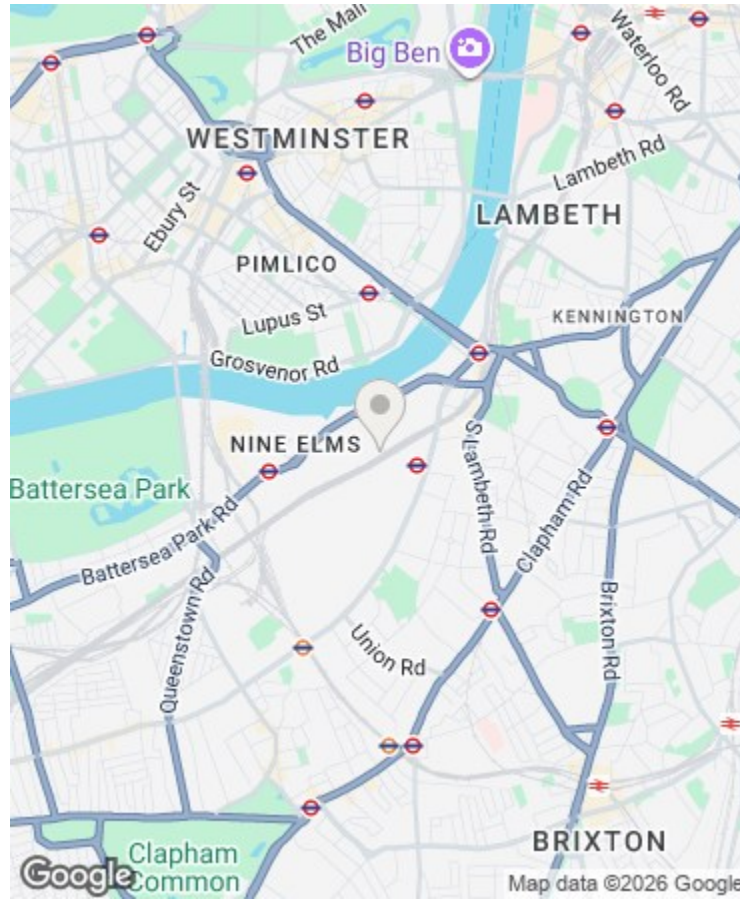 The Mall
Big Ben
Waterloo Rd
WESTMINSTER
Lambeth Rd
Ebury St
LAMBETH
PIMLICO
Lupus St
KENNINGTON
Grosvenor Rd
NINE ELMS
S Lambeth Rd
Battersea Park
Clapham Rd
Battersea Park Rd
Queenstown Rd
Brixton Rd
Union Rd
BRIXTON
Clapham
Common
Google
Map data ©2026 Google